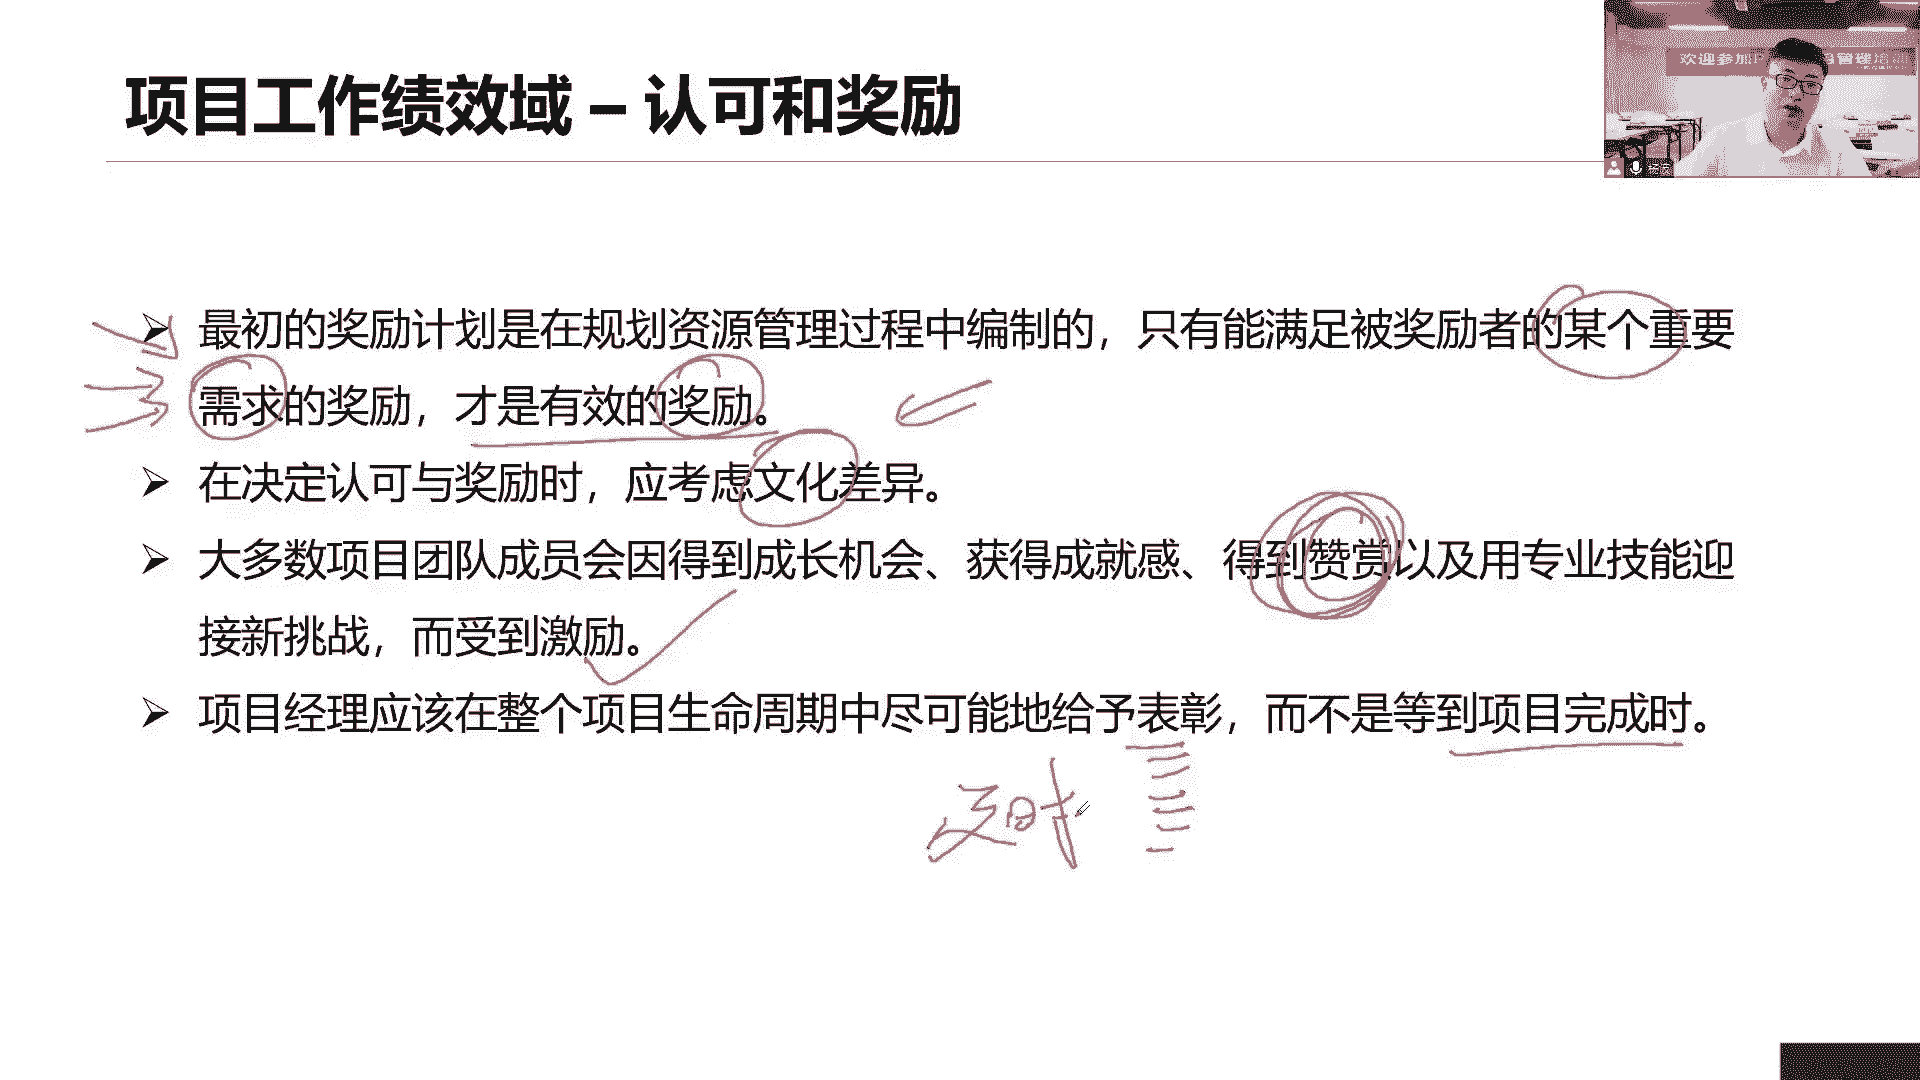 项目工作绩效域 – 认可和奖励
欢迎参加
管理培训
➢ 最初的奖励计划是在规划资源管理过程中编制的，只有能满足被奖励者的某个重要
需求的奖励，才是有效的奖励。
➢ 在决定认可与奖励时，应考虑文化差异。
➢ 大多数项目团队成员会因得到成长机会、获得成就感、得到赞赏以及用专业技能迎
接新挑战，而受到激励。
➢ 项目经理应该在整个项目生命周期中尽可能地给予表彰，而不是等到项目完成时。